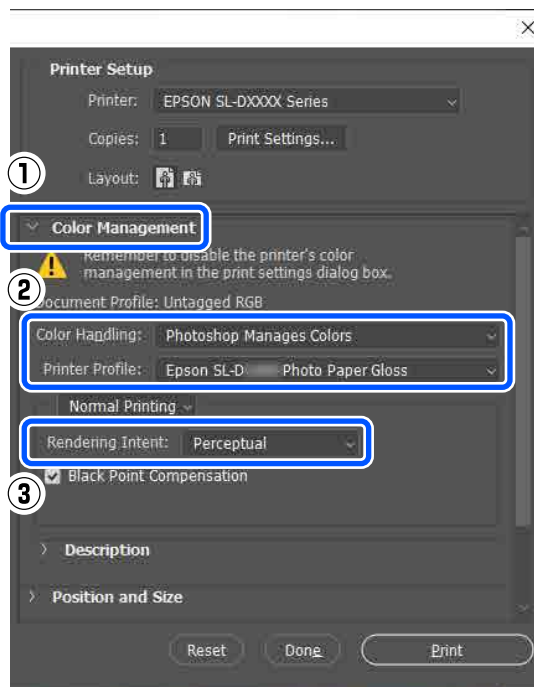 Printer Setup
Printer: EPSON SL-DXXXX Series
Copies: 1 Print Settings...
①
Layout:
Color Management
Remember to disable the printer's color
management in the print settings dialog box.
②
Document Profile: Untagged RGB
Color Handling: Photoshop Manages Colors
Printer Profile: Epson SL-D Photo Paper Gloss
Normal Printing
Rendering Intent: Perceptual
Black Point Compensation
③
Description
Position and Size
Reset Done Print